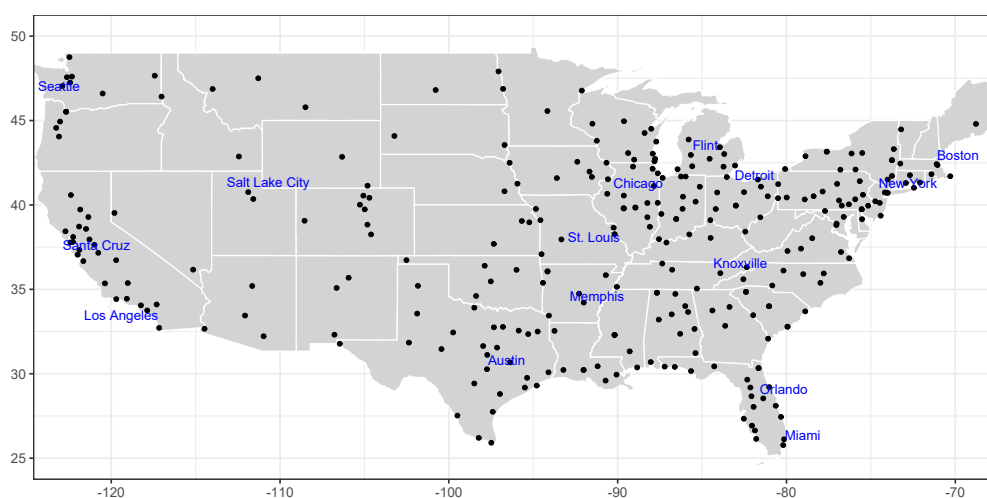 50
45
40
35
30
25
Seattle
Flint
Boston
Salt Lake City
Chicago
Detroit
New York
Santa Cruz
St. Louis
Knoxville
Los Angeles
Memphis
Austin
Orlando
Miami
-120
-110
-100
-90
-80
-70